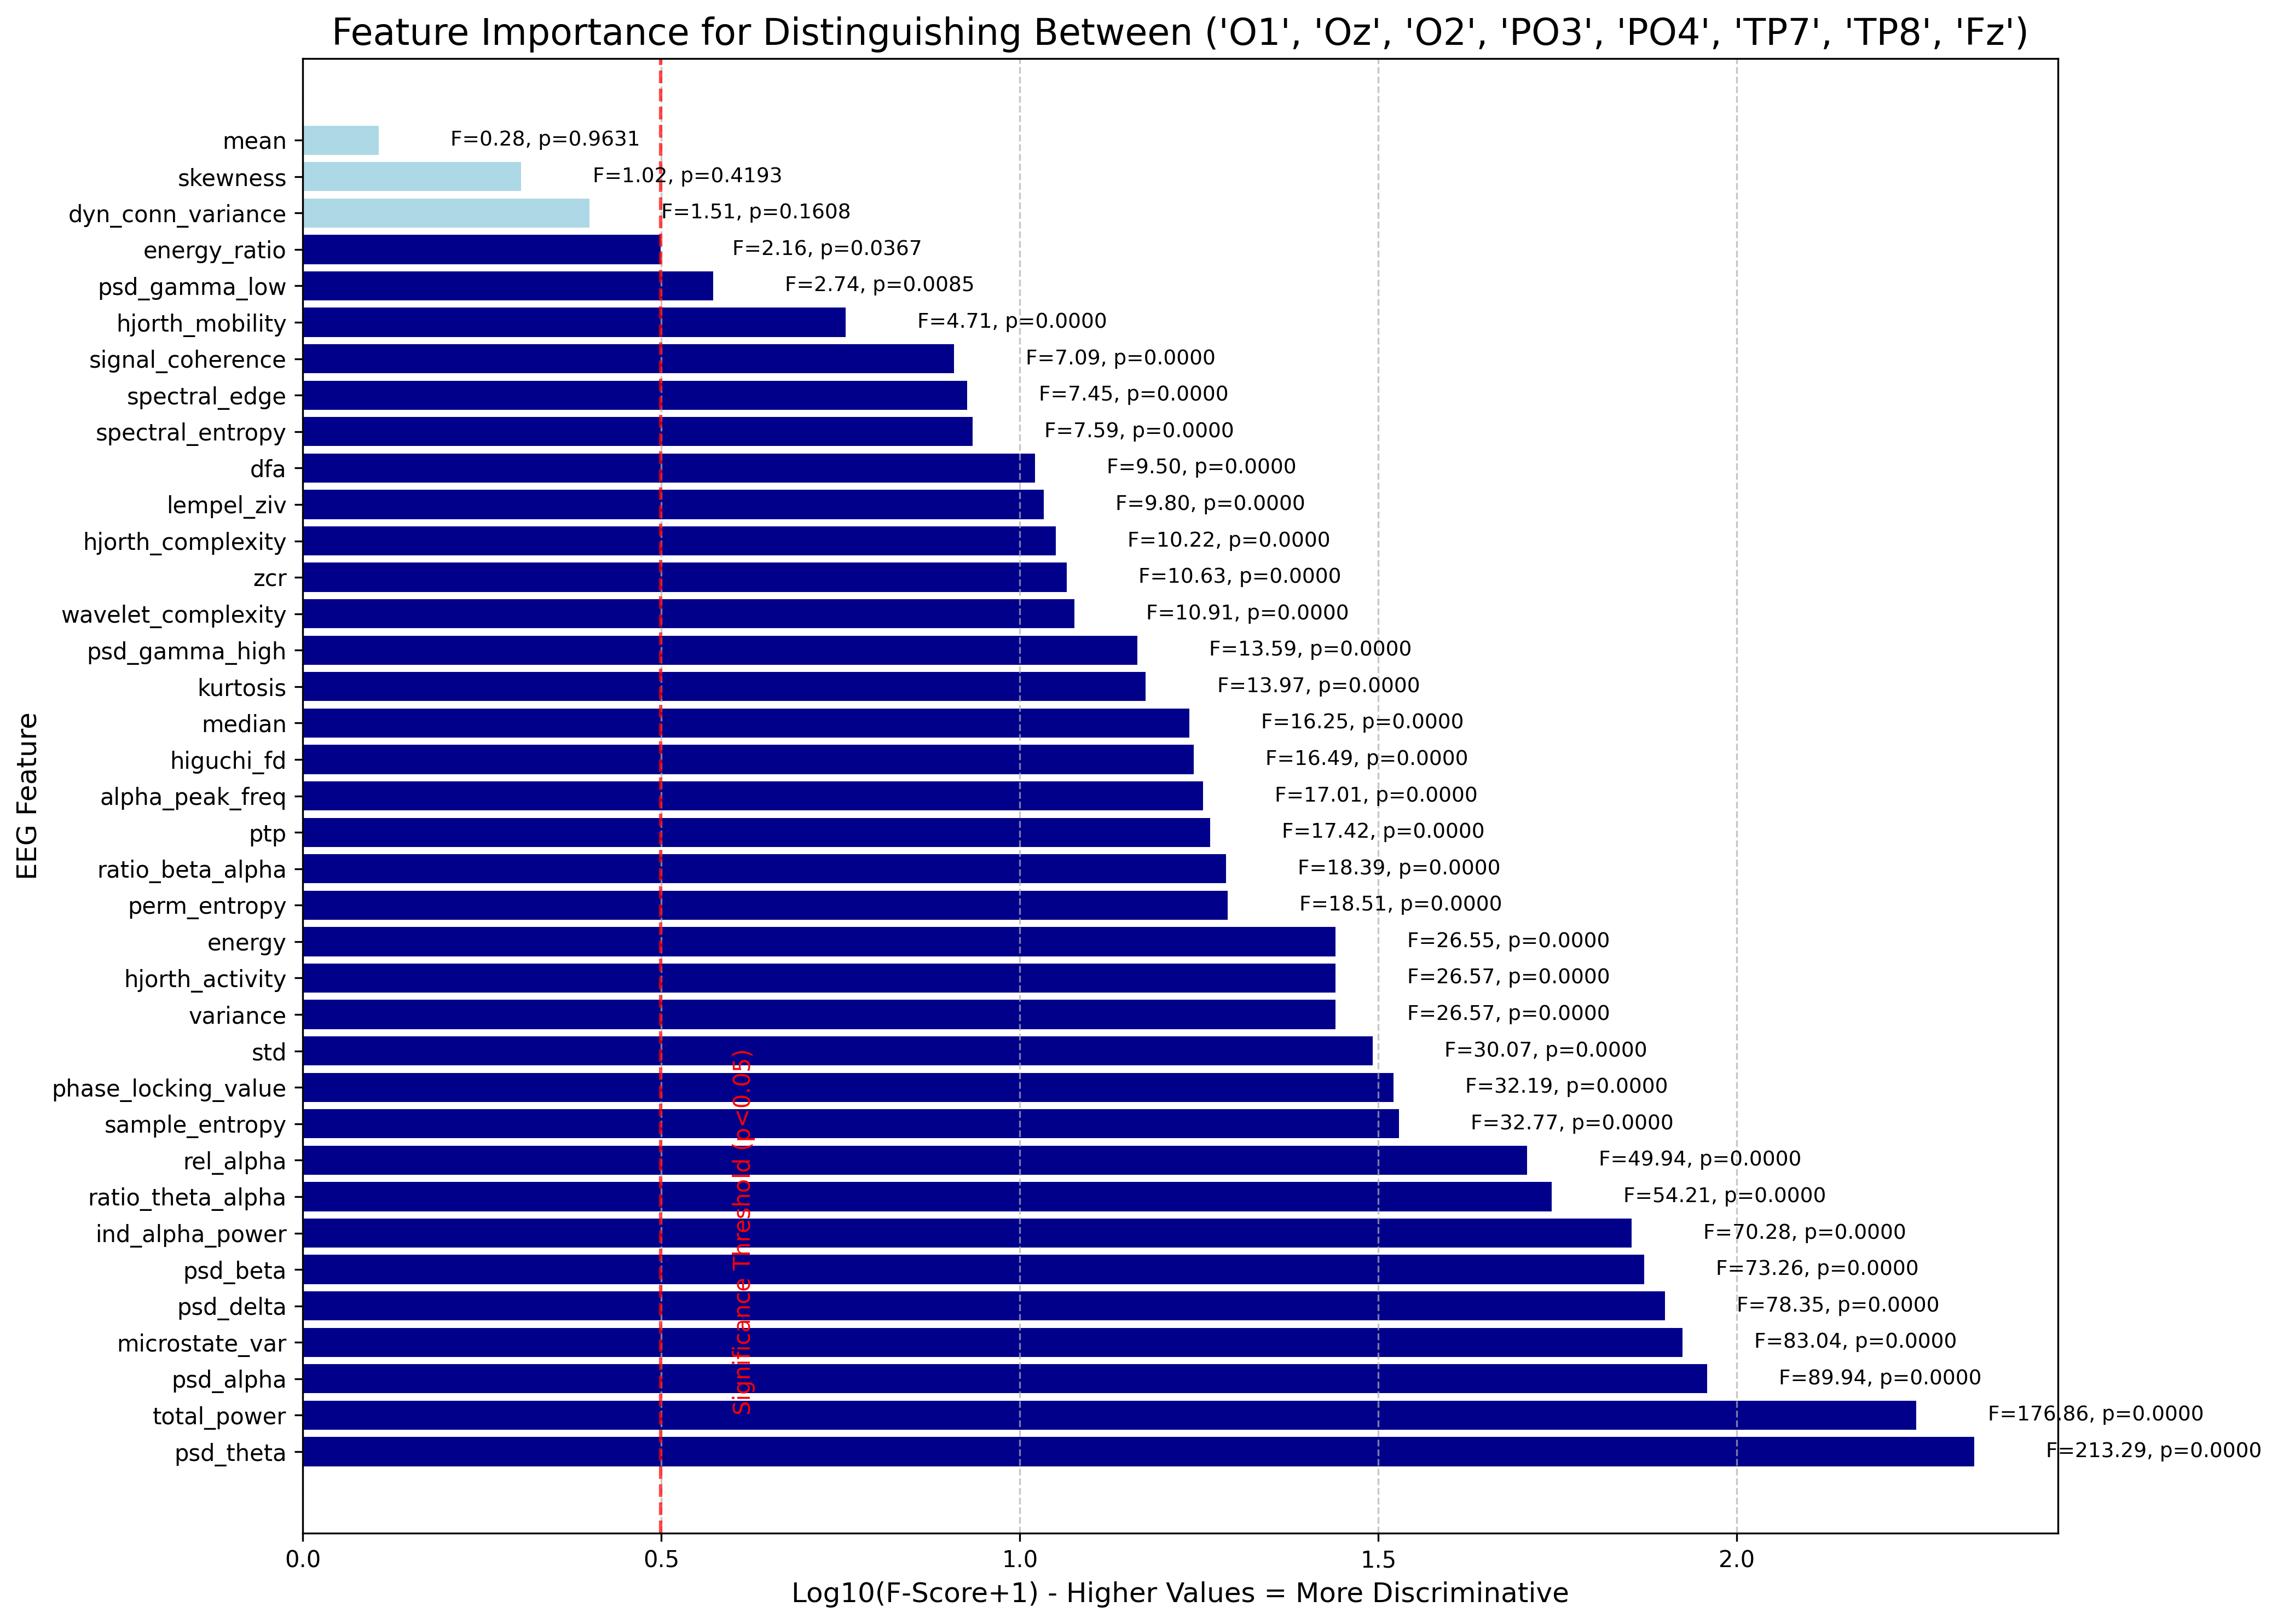 Feature Importance for Distinguishing Between ('O1', 'Oz', 'O2', 'PO3', 'PO4', 'TP7', 'TP8', 'Fz')
EEG Feature
mean F=0.28, p=0.9631
skewness F=1.02, p=0.4193
dyn_conn_variance F=1.51, p=0.1608
energy_ratio F=2.16, p=0.0367
psd_gamma_low F=2.74, p=0.0085
hjorth_mobility F=4.71, p=0.0000
signal_coherence F=7.09, p=0.0000
spectral_edge F=7.45, p=0.0000
spectral_entropy F=7.59, p=0.0000
dfa F=9.50, p=0.0000
lempel_ziv F=9.80, p=0.0000
hjorth_complexity F=10.22, p=0.0000
zcr F=10.63, p=0.0000
wavelet_complexity F=10.91, p=0.0000
psd_gamma_high F=13.59, p=0.0000
kurtosis F=13.97, p=0.0000
median F=16.25, p=0.0000
higuchi_fd F=16.49, p=0.0000
alpha_peak_freq F=17.01, p=0.0000
ptp F=17.42, p=0.0000
ratio_beta_alpha F=18.39, p=0.0000
perm_entropy F=18.51, p=0.0000
energy F=26.55, p=0.0000
hjorth_activity F=26.57, p=0.0000
variance F=26.57, p=0.0000
std F=30.07, p=0.0000
phase_locking_value F=32.19, p=0.0000
sample_entropy F=32.77, p=0.0000
rel_alpha F=49.94, p=0.0000
ratio_theta_alpha F=54.21, p=0.0000
ind_alpha_power F=70.28, p=0.0000
psd_beta F=73.26, p=0.0000
psd_delta F=78.35, p=0.0000
microstate_var F=83.04, p=0.0000
psd_alpha F=89.94, p=0.0000
total_power F=176.86, p=0.0000
psd_theta F=213.29, p=0.0000
Significance Threshold (p<0.05)
0.0 0.5 1.0 1.5 2.0
Log10(F-Score+1) - Higher Values = More Discriminative